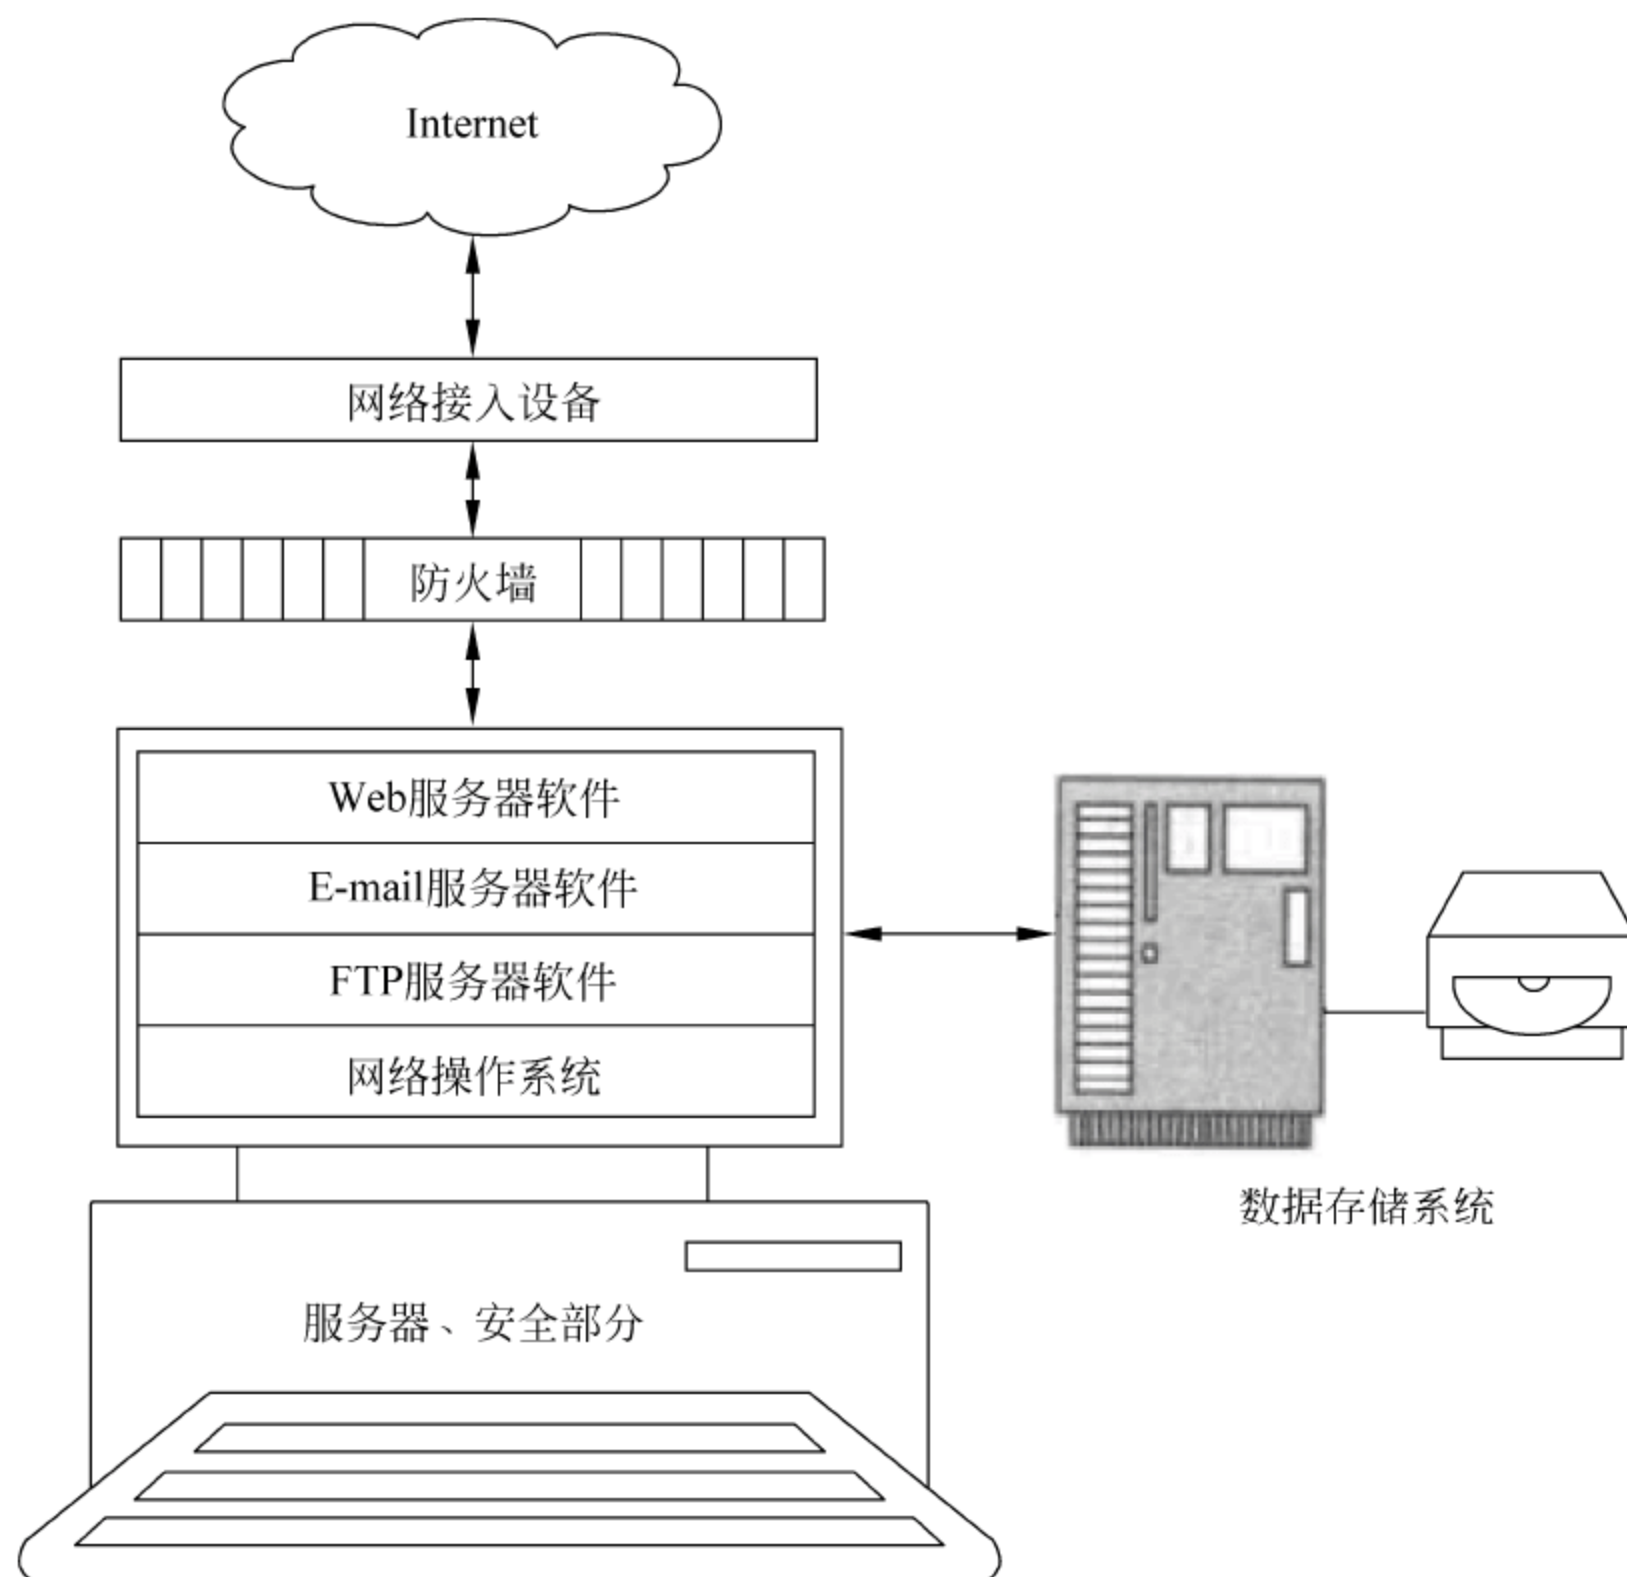 Internet
网络接入设备
防火墙
Web服务器软件
E-mail服务器软件
FTP服务器软件
网络操作系统
数据存储系统
服务器、安全部分